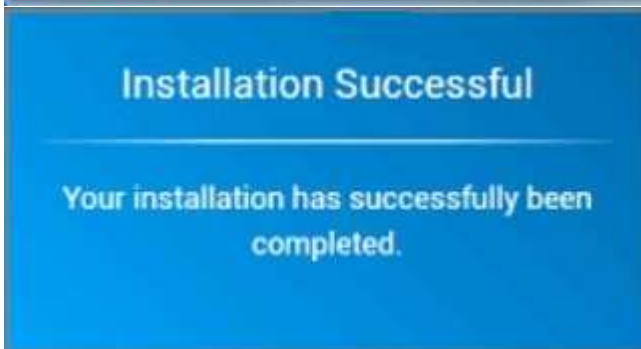 Installation Successful
Your installation has successfully been
completed.